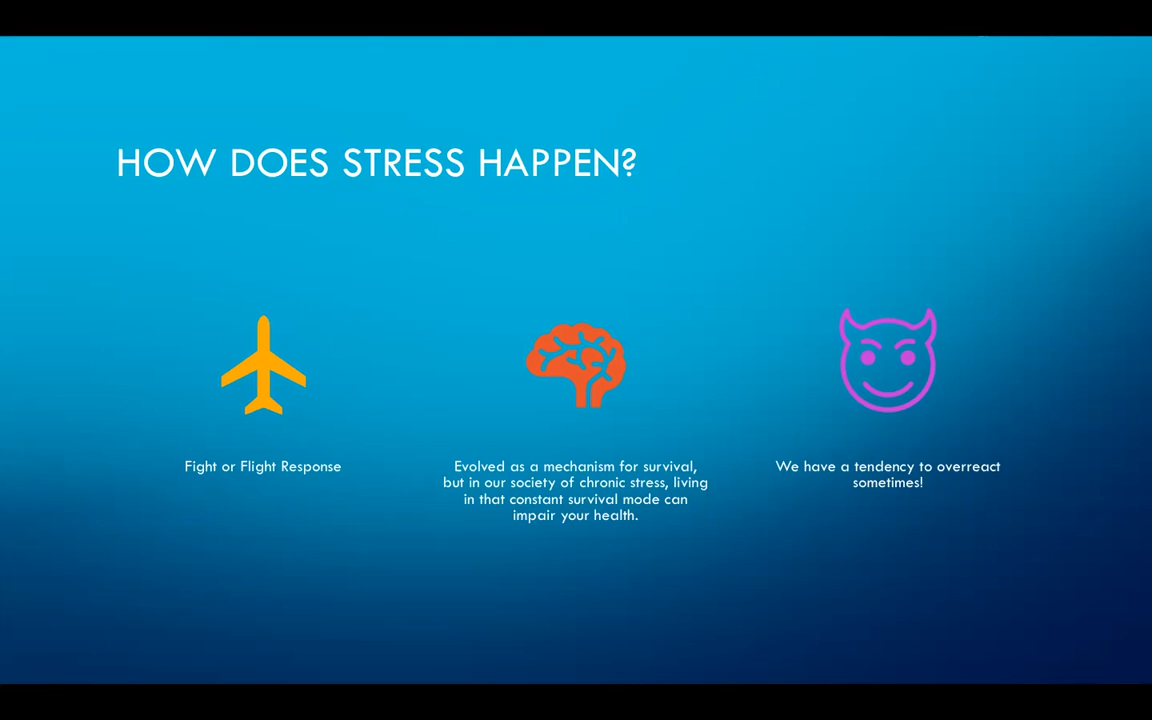 HOW DOES STRESS HAPPEN?
Fight or Flight Response
Evolved as a mechanism for survival,
but in our society of chronic stress, living
in that constant survival mode can
impair your health.
We have a tendency to overreact
sometimes!